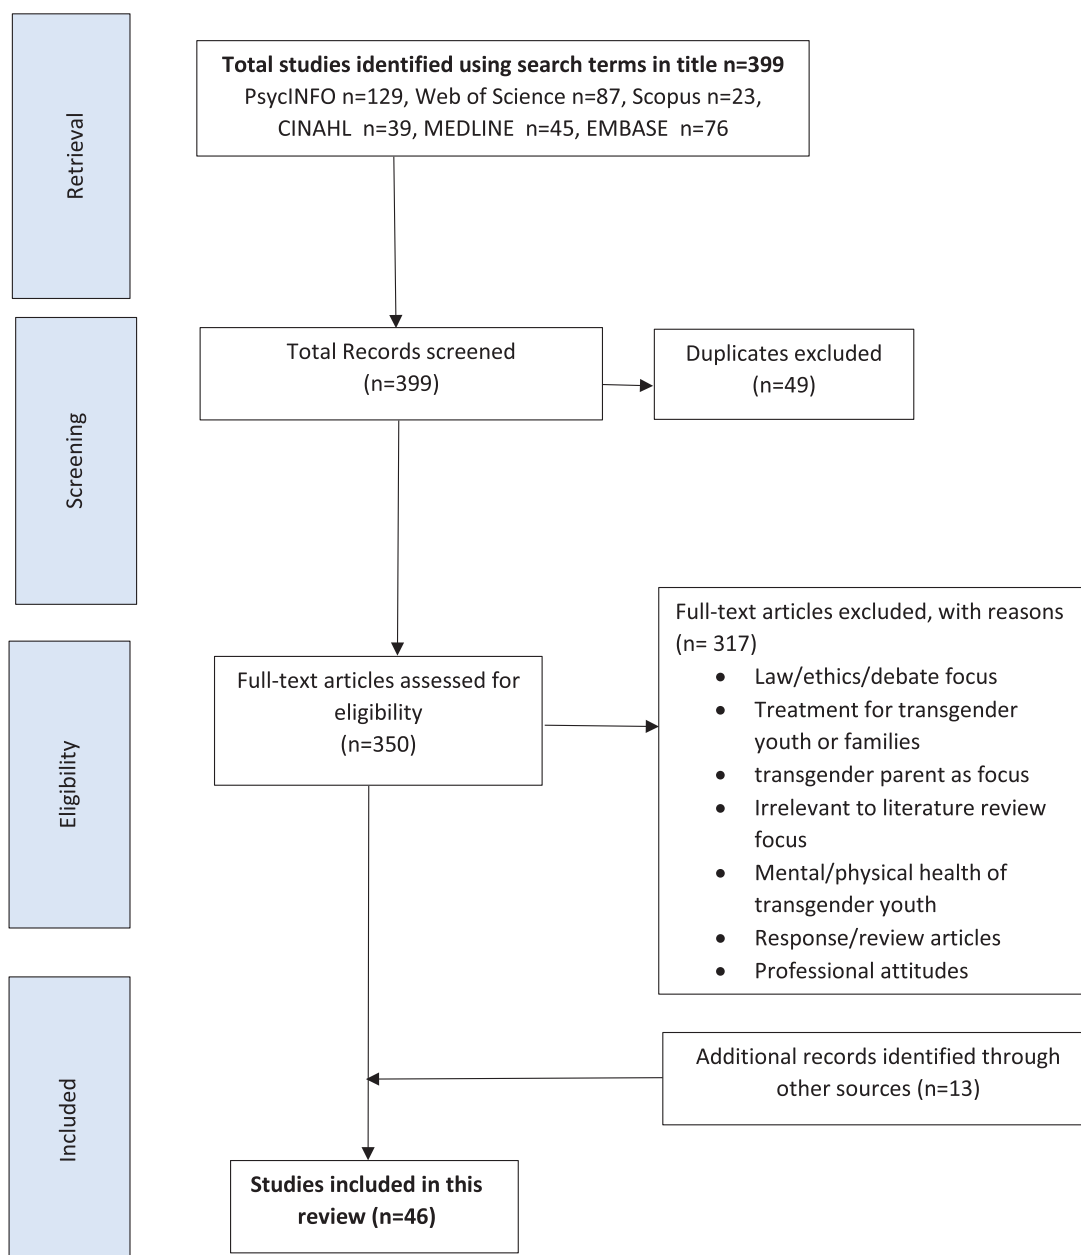 Retrieval
Total studies identified using search terms in title n=399
PsycINFO n=129, Web of Science n=87, Scopus n=23,
CINAHL n=39, MEDLINE n=45, EMBASE n=76
Screening
Total Records screened
(n=399)
Duplicates excluded
(n=49)
Eligibility
Full-text articles assessed for
eligibility
(n=350)
Full-text articles excluded, with reasons
(n= 317)
• Law/ethics/debate focus
• Treatment for transgender
youth or families
• transgender parent as focus
• Irrelevant to literature review
focus
• Mental/physical health of
transgender youth
• Response/review articles
• Professional attitudes
Included
Additional records identified through
other sources (n=13)
Studies included in this
review (n=46)